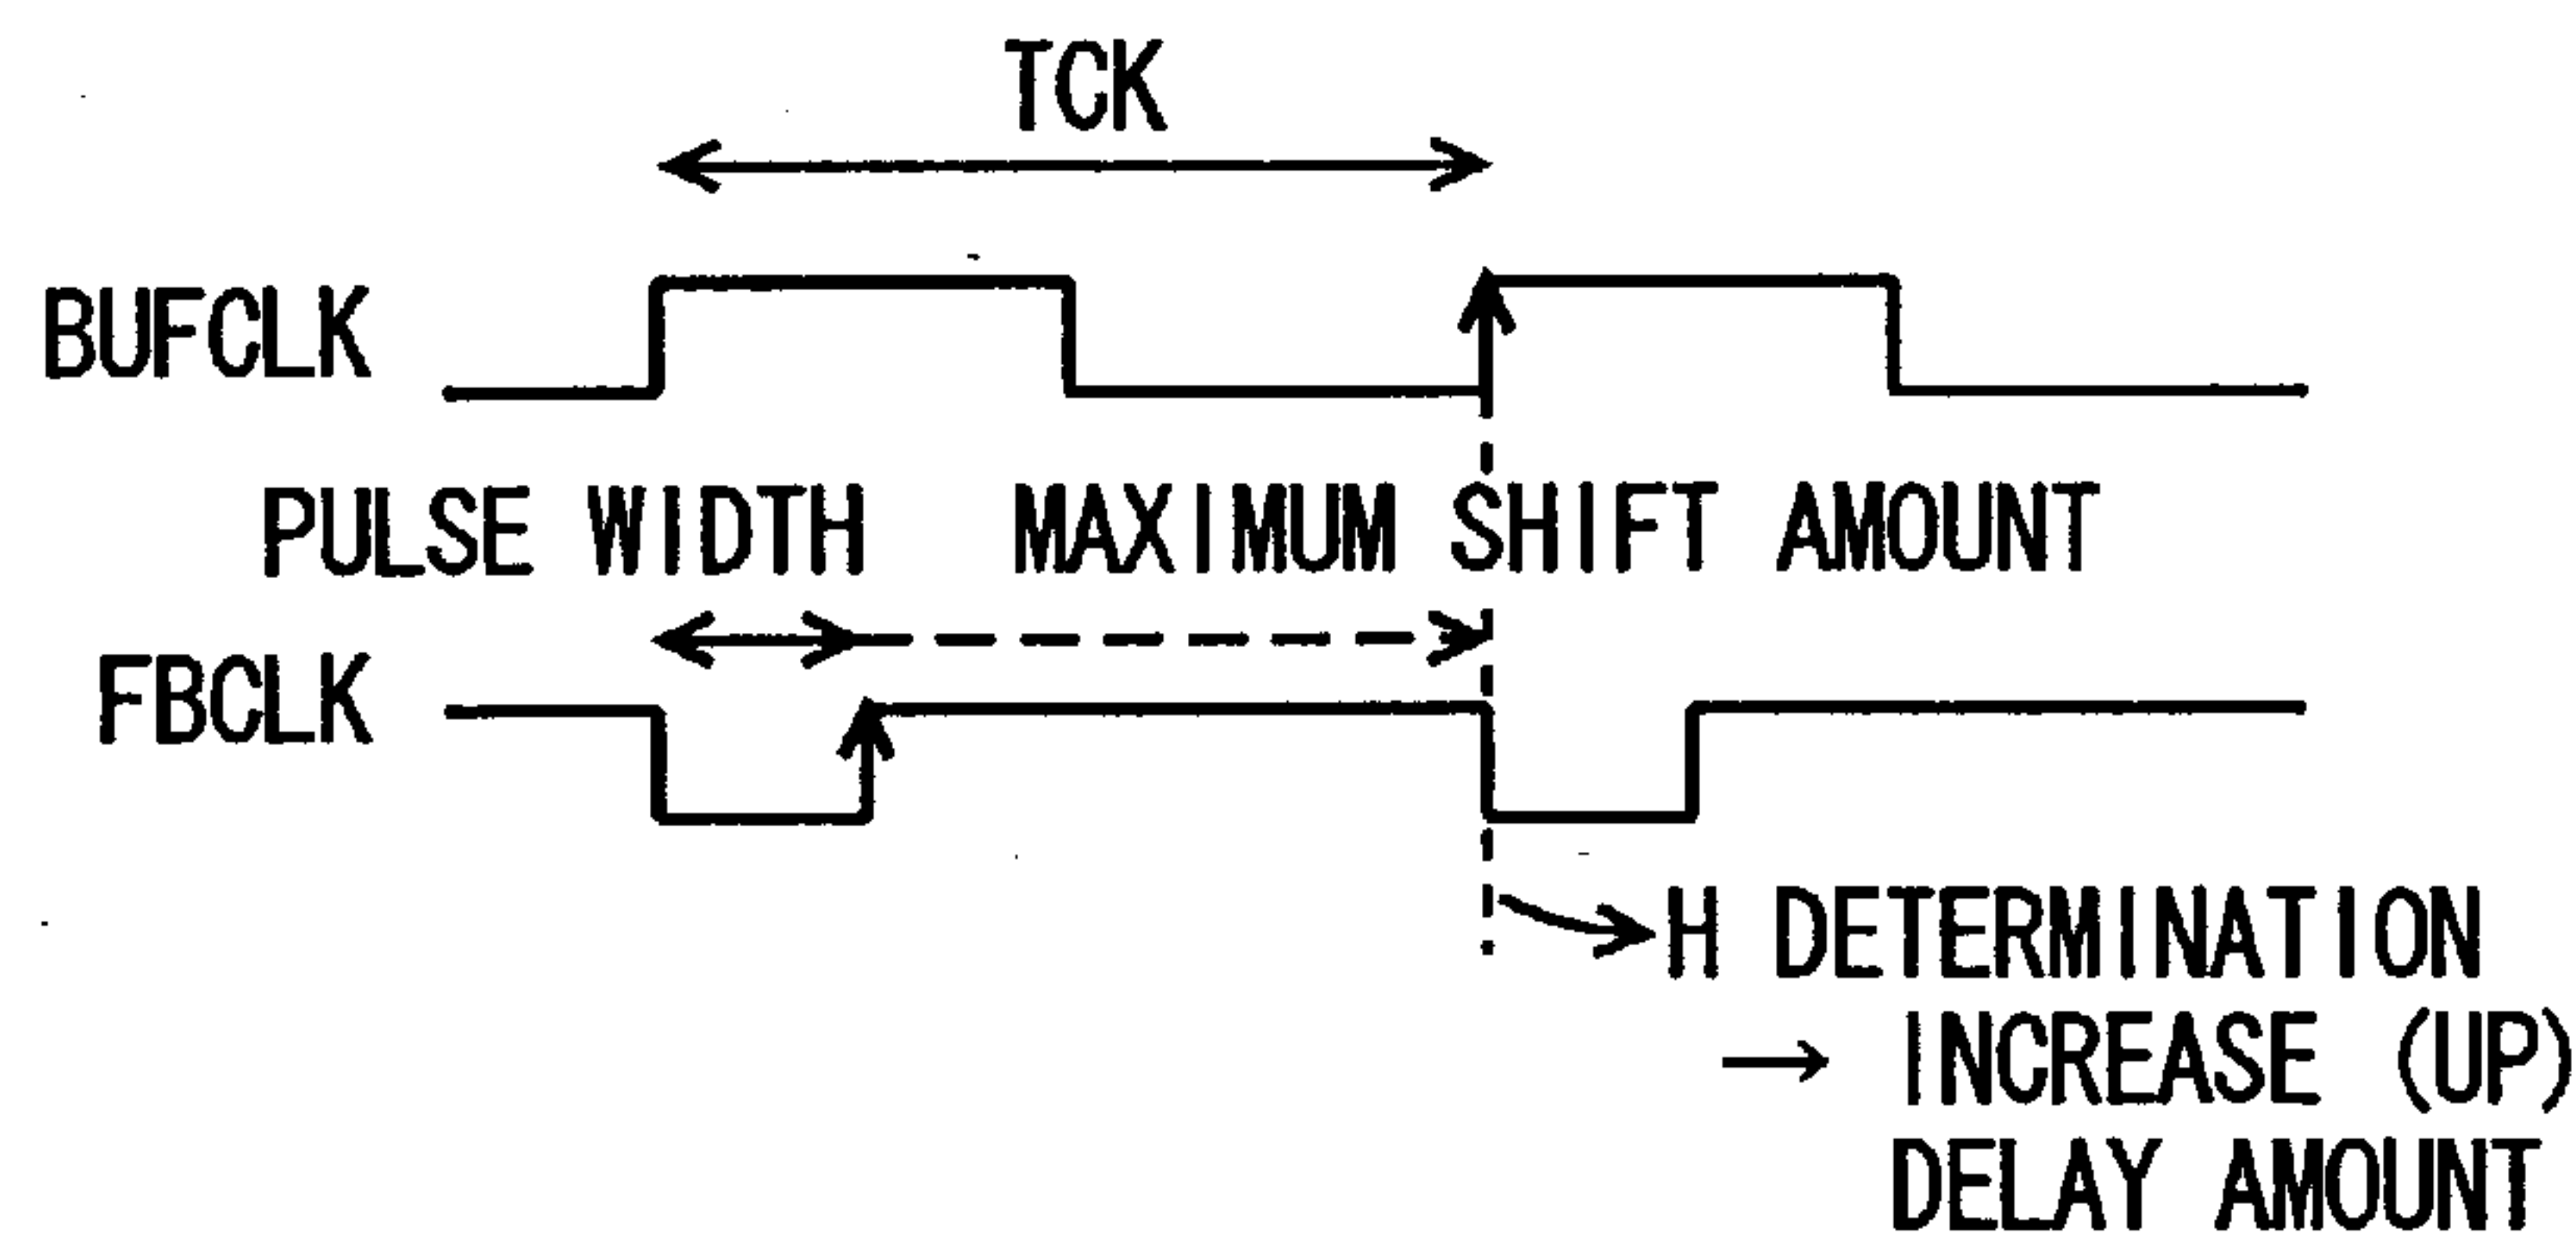 TCK
BUFCLK
PULSE WIDTH MAXIMUM SHIFT AMOUNT
FBCLK
H DETERMINATION
→ INCREASE (UP)
DELAY AMOUNT